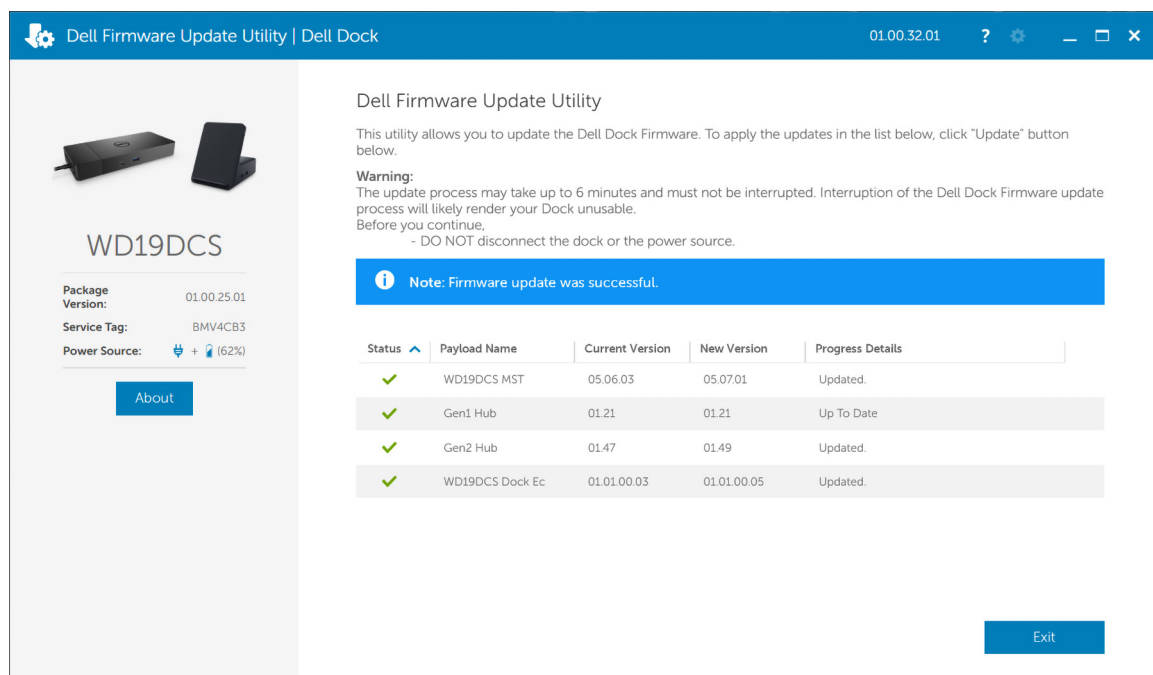 Dell Firmware Update Utility | Dell Dock
01.00.32.01
?
WD19DCS
Package Version: 01.00.25.01
Service Tag: BMV4CB3
Power Source: + (62%)
About
Dell Firmware Update Utility
This utility allows you to update the Dell Dock Firmware. To apply the updates in the list below, click "Update" button
below.
Warning:
The update process may take up to 6 minutes and must not be interrupted. Interruption of the Dell Dock Firmware update
process will likely render your Dock unusable.
Before you continue,
- DO NOT disconnect the dock or the power source.
Note: Firmware update was successful.
Status Payload Name Current Version New Version Progress Details
WD19DCS MST 05.06.03 05.07.01 Updated.
Gen1 Hub 01.21 01.21 Up To Date
Gen2 Hub 01.47 01.49 Updated.
WD19DCS Dock Ec 01.01.00.03 01.01.00.05 Updated.
Exit